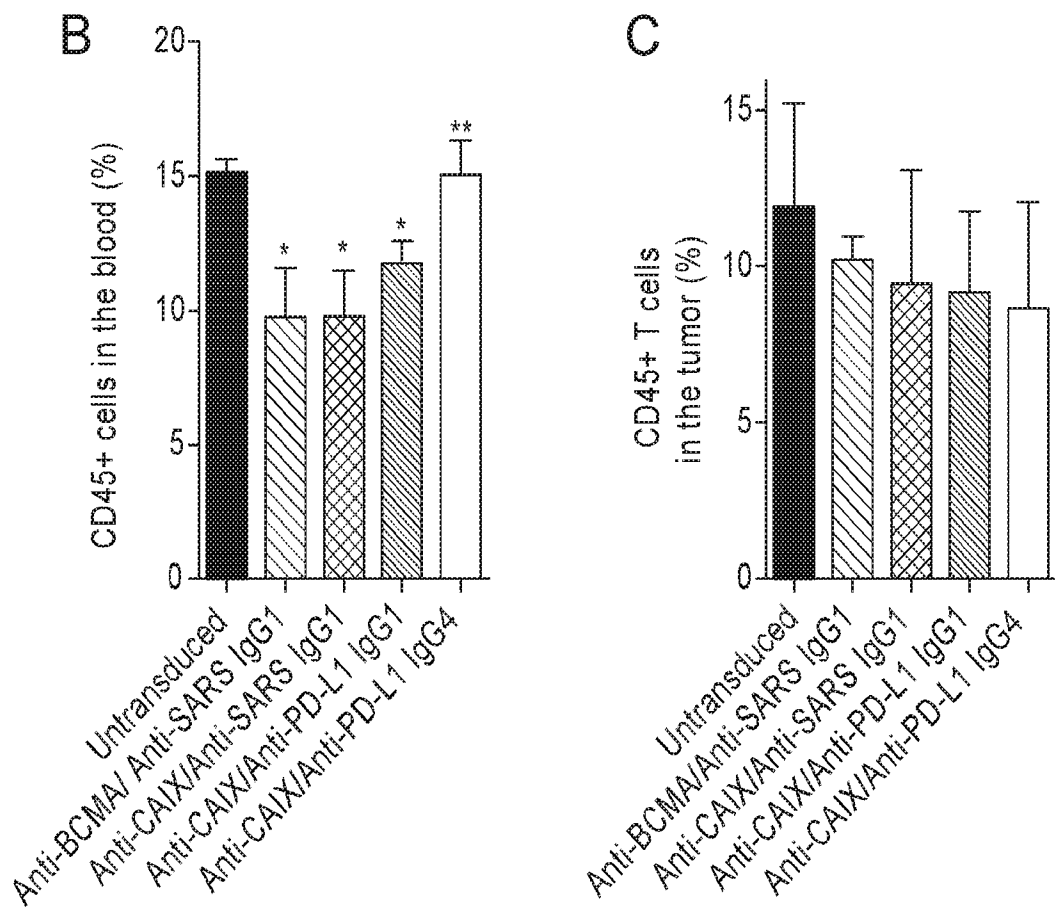 B
20
15
10
5
0
CD45+ cells in the blood (%)
*
*
*
**
Untransduced
Anti-BCMA/ Anti-SARS IgG1
Anti-CAIX/Anti-SARS IgG1
Anti-CAIX/Anti-PD-L1 IgG1
Anti-CAIX/Anti-PD-L1 IgG4
C
15
10
5
0
CD45+ T cells
in the tumor (%)
Untransduced
Anti-BCMA/Anti-SARS IgG1
Anti-CAIX/Anti-SARS IgG1
Anti-CAIX/Anti-PD-L1 IgG1
Anti-CAIX/Anti-PD-L1 IgG4